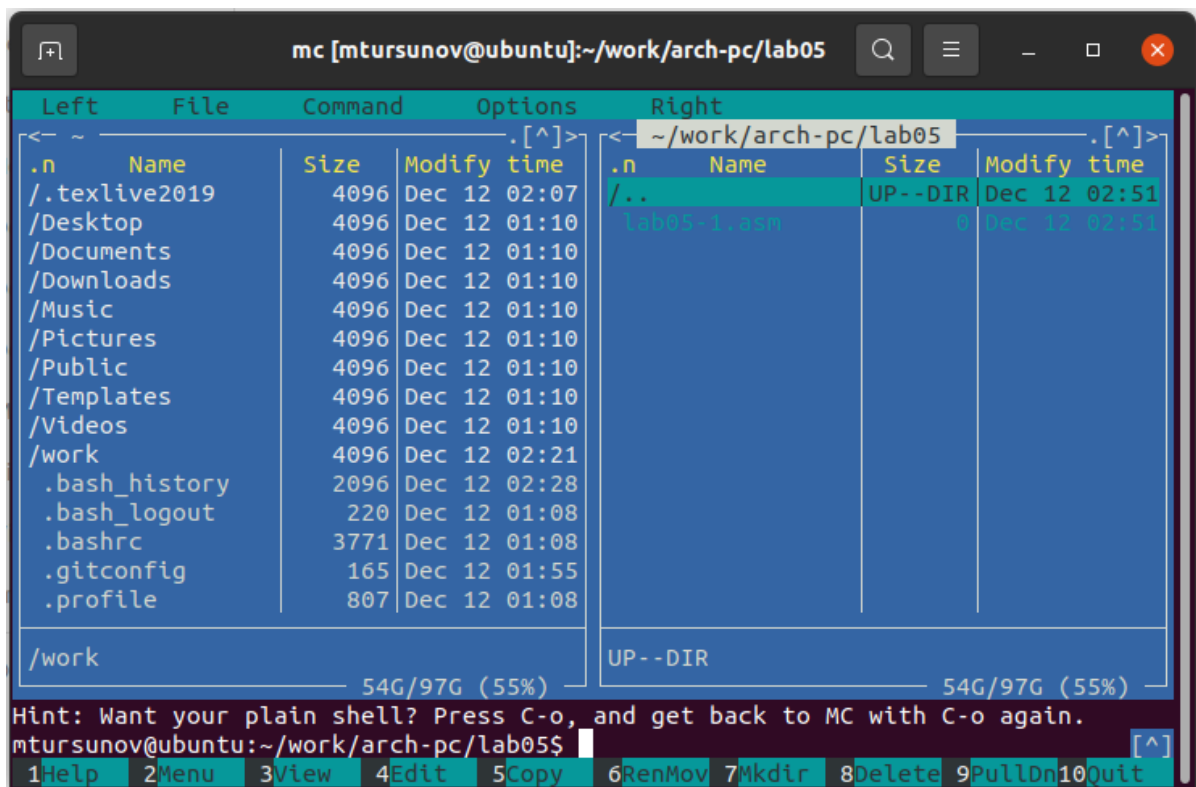 mc [mtursunov@ubuntu]:~/work/arch-pc/lab05
Left File Command Options Right
<— ~ .[^]>
.n Name Size Modify time
/.texlive2019 4096 Dec 12 02:07
/Desktop 4096 Dec 12 01:10
/Documents 4096 Dec 12 01:10
/Downloads 4096 Dec 12 01:10
/Music 4096 Dec 12 01:10
/Pictures 4096 Dec 12 01:10
/Public 4096 Dec 12 01:10
/Templates 4096 Dec 12 01:10
/Videos 4096 Dec 12 01:10
/work 4096 Dec 12 02:21
.bash_history 2096 Dec 12 02:28
.bash_logout 220 Dec 12 01:08
.bashrc 3771 Dec 12 01:08
.gitconfig 165 Dec 12 01:55
.profile 807 Dec 12 01:08
/work
54G/97G (55%)
<— ~/work/arch-pc/lab05 .[^]>
.n Name Size Modify time
/.. UP--DIR Dec 12 02:51
lab05-1.asm 0 Dec 12 02:51
UP--DIR
54G/97G (55%)
Hint: Want your plain shell? Press C-o, and get back to MC with C-o again.
mtursunov@ubuntu:~/work/arch-pc/lab05$ [^]
1Help 2Menu 3View 4Edit 5Copy 6RenMov 7Mkdir 8Delete 9PullDn 10Quit